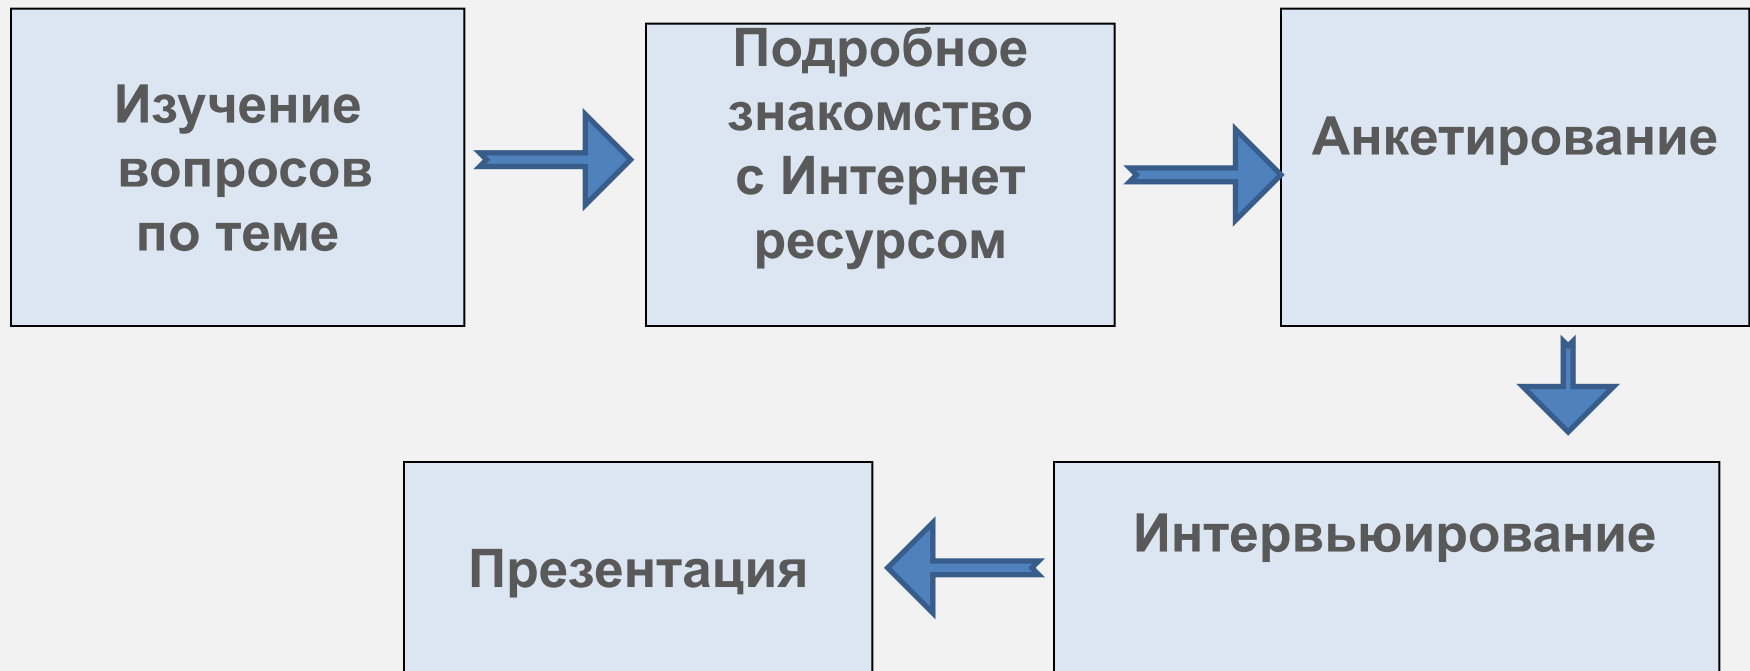 Изучение
вопросов
по теме
Подробное
знакомство
с Интернет
ресурсом
Анкетирование
Интервьюирование
Презентация